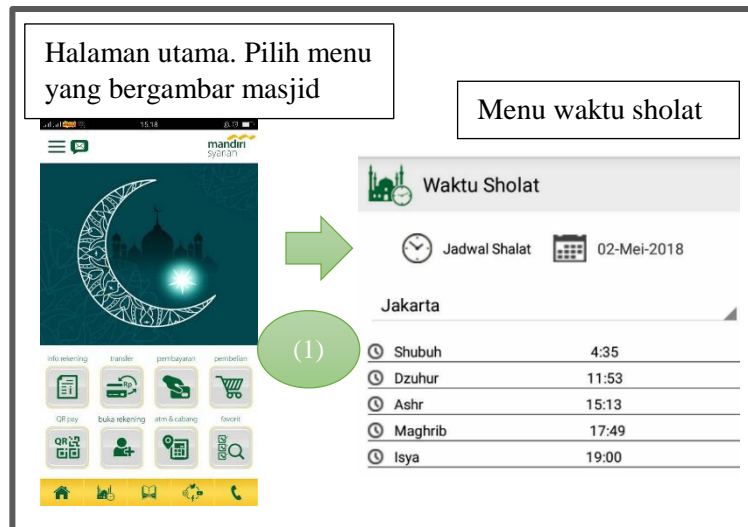 Halaman utama. Pilih menu
yang bergambar masjid
Menu waktu sholat
15.18
mandiri
syariah
info rekening transfer pembayaran pembelian
Rp
QR pay buka rekening atm & cabang favorit
QR
(1)
Waktu Sholat
Jadwal Shalat 02-Mei-2018
Jakarta
Shubuh 4:35
Dzuhur 11:53
Ashr 15:13
Maghrib 17:49
Isya 19:00